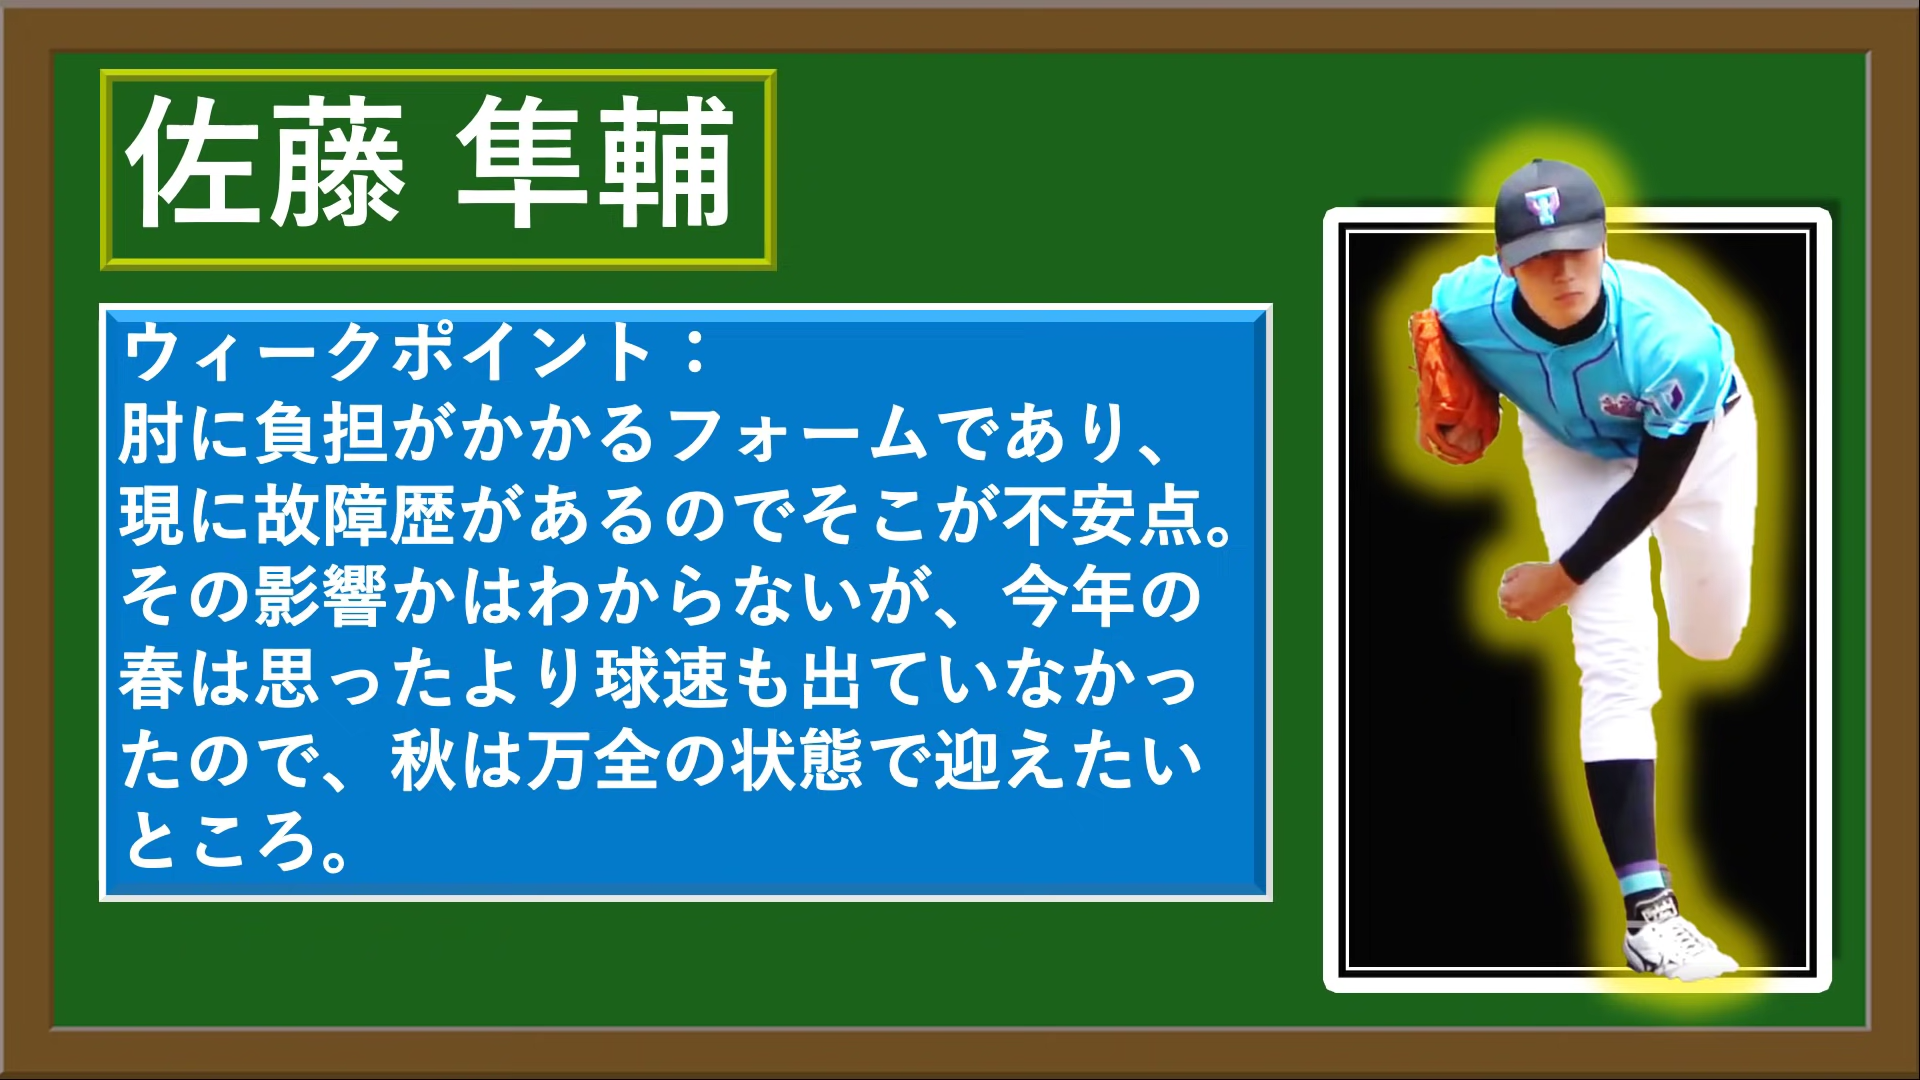 佐藤 隼輔
ウィークポイント：
肘に負担がかかるフォームであり、
現に故障歴があるのでそこが不安点。
その影響かはわからないが、今年の
春は思ったより球速も出ていなかっ
たので、秋は万全の状態で迎えたい
ところ。